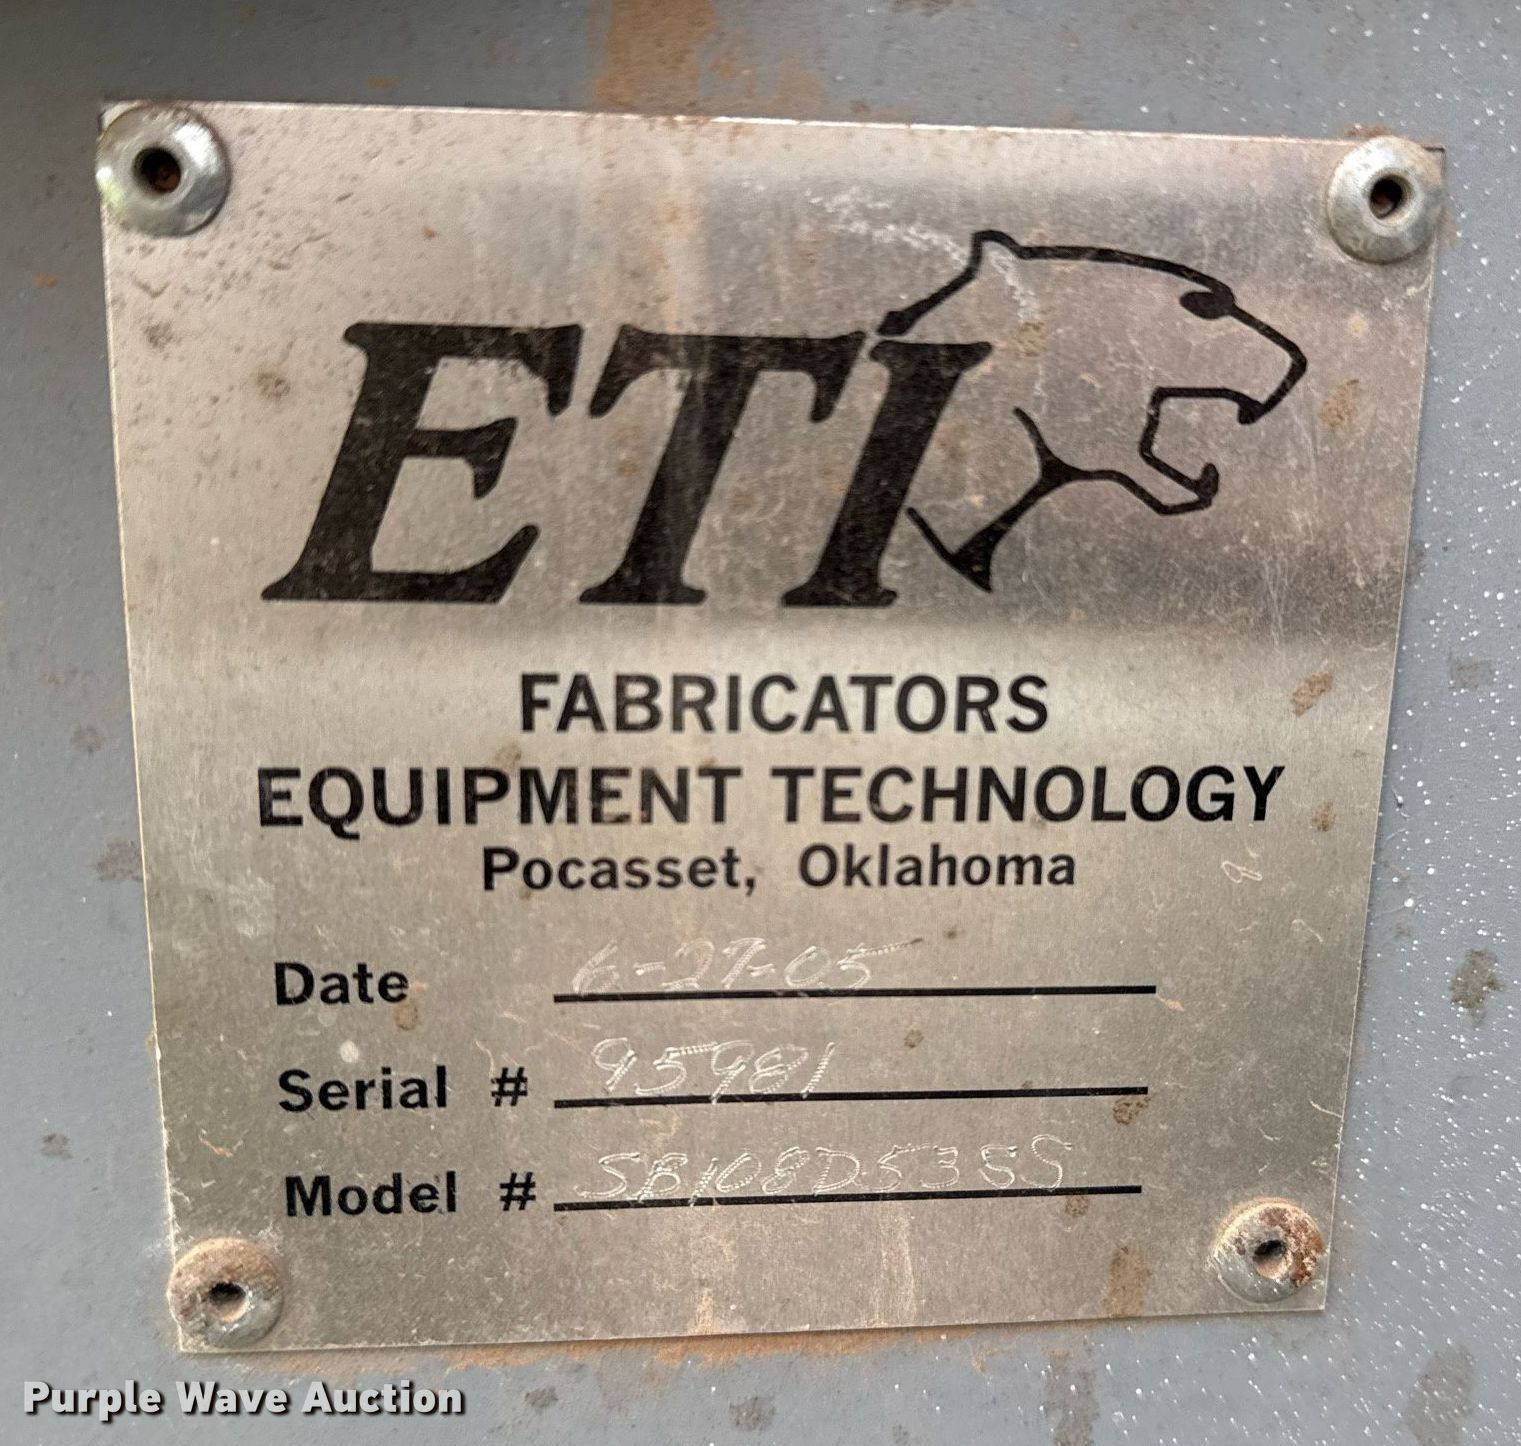 ETI
FABRICATORS
EQUIPMENT TECHNOLOGY
Pocasset, Oklahoma
Date 6-27-05
Serial # 95981
Model # SB108D535S
Purple Wave Auction